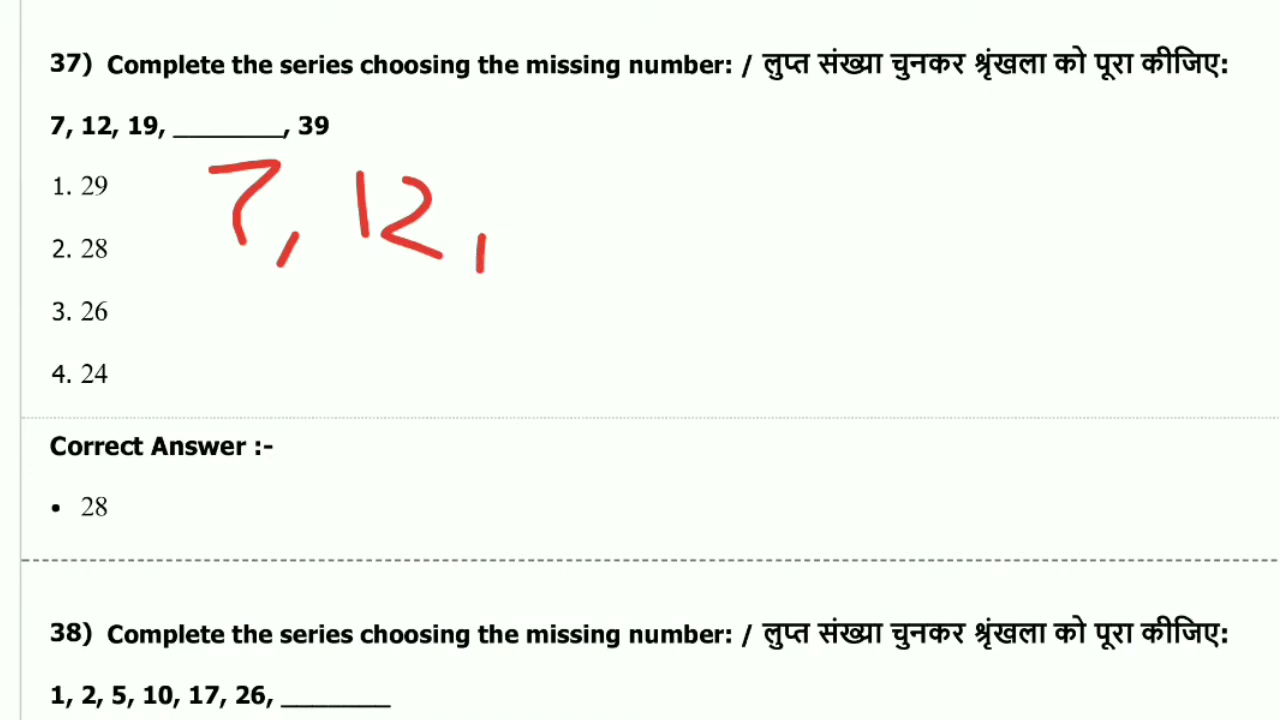 37) Complete the series choosing the missing number: / लुप्त संख्या चुनकर श्रृंखला को पूरा कीजिए:
7, 12, 19, ________, 39
7, 12,
1. 29
2. 28
3. 26
4. 24
Correct Answer :-
• 28
38) Complete the series choosing the missing number: / लुप्त संख्या चुनकर श्रृंखला को पूरा कीजिए:
1, 2, 5, 10, 17, 26, ________